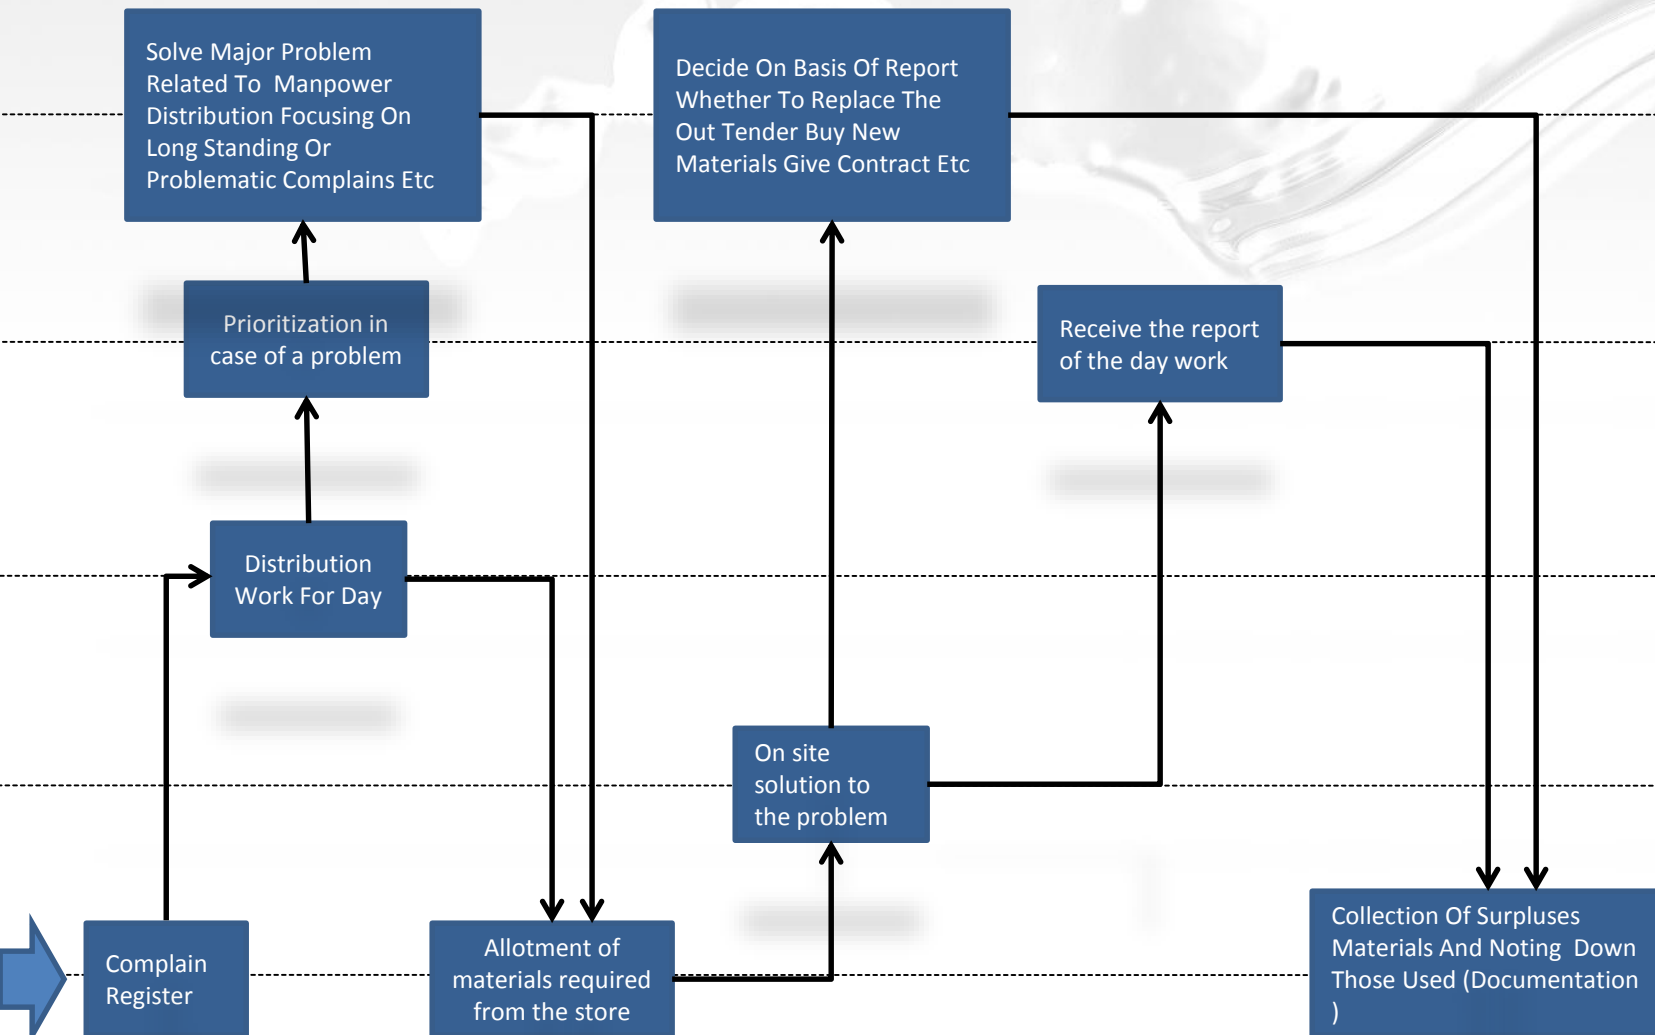 Solve Major Problem
Related To Manpower
Distribution Focusing On
Long Standing Or
Problematic Complains Etc
Decide On Basis Of Report
Whether To Replace The
Out Tender Buy New
Materials Give Contract Etc
Prioritization in
case of a problem
Receive the report
of the day work
Distribution
Work For Day
On site
solution to
the problem
Complain
Register
Allotment of
materials required
from the store
Collection Of Surpluses
Materials And Noting Down
Those Used (Documentation
)